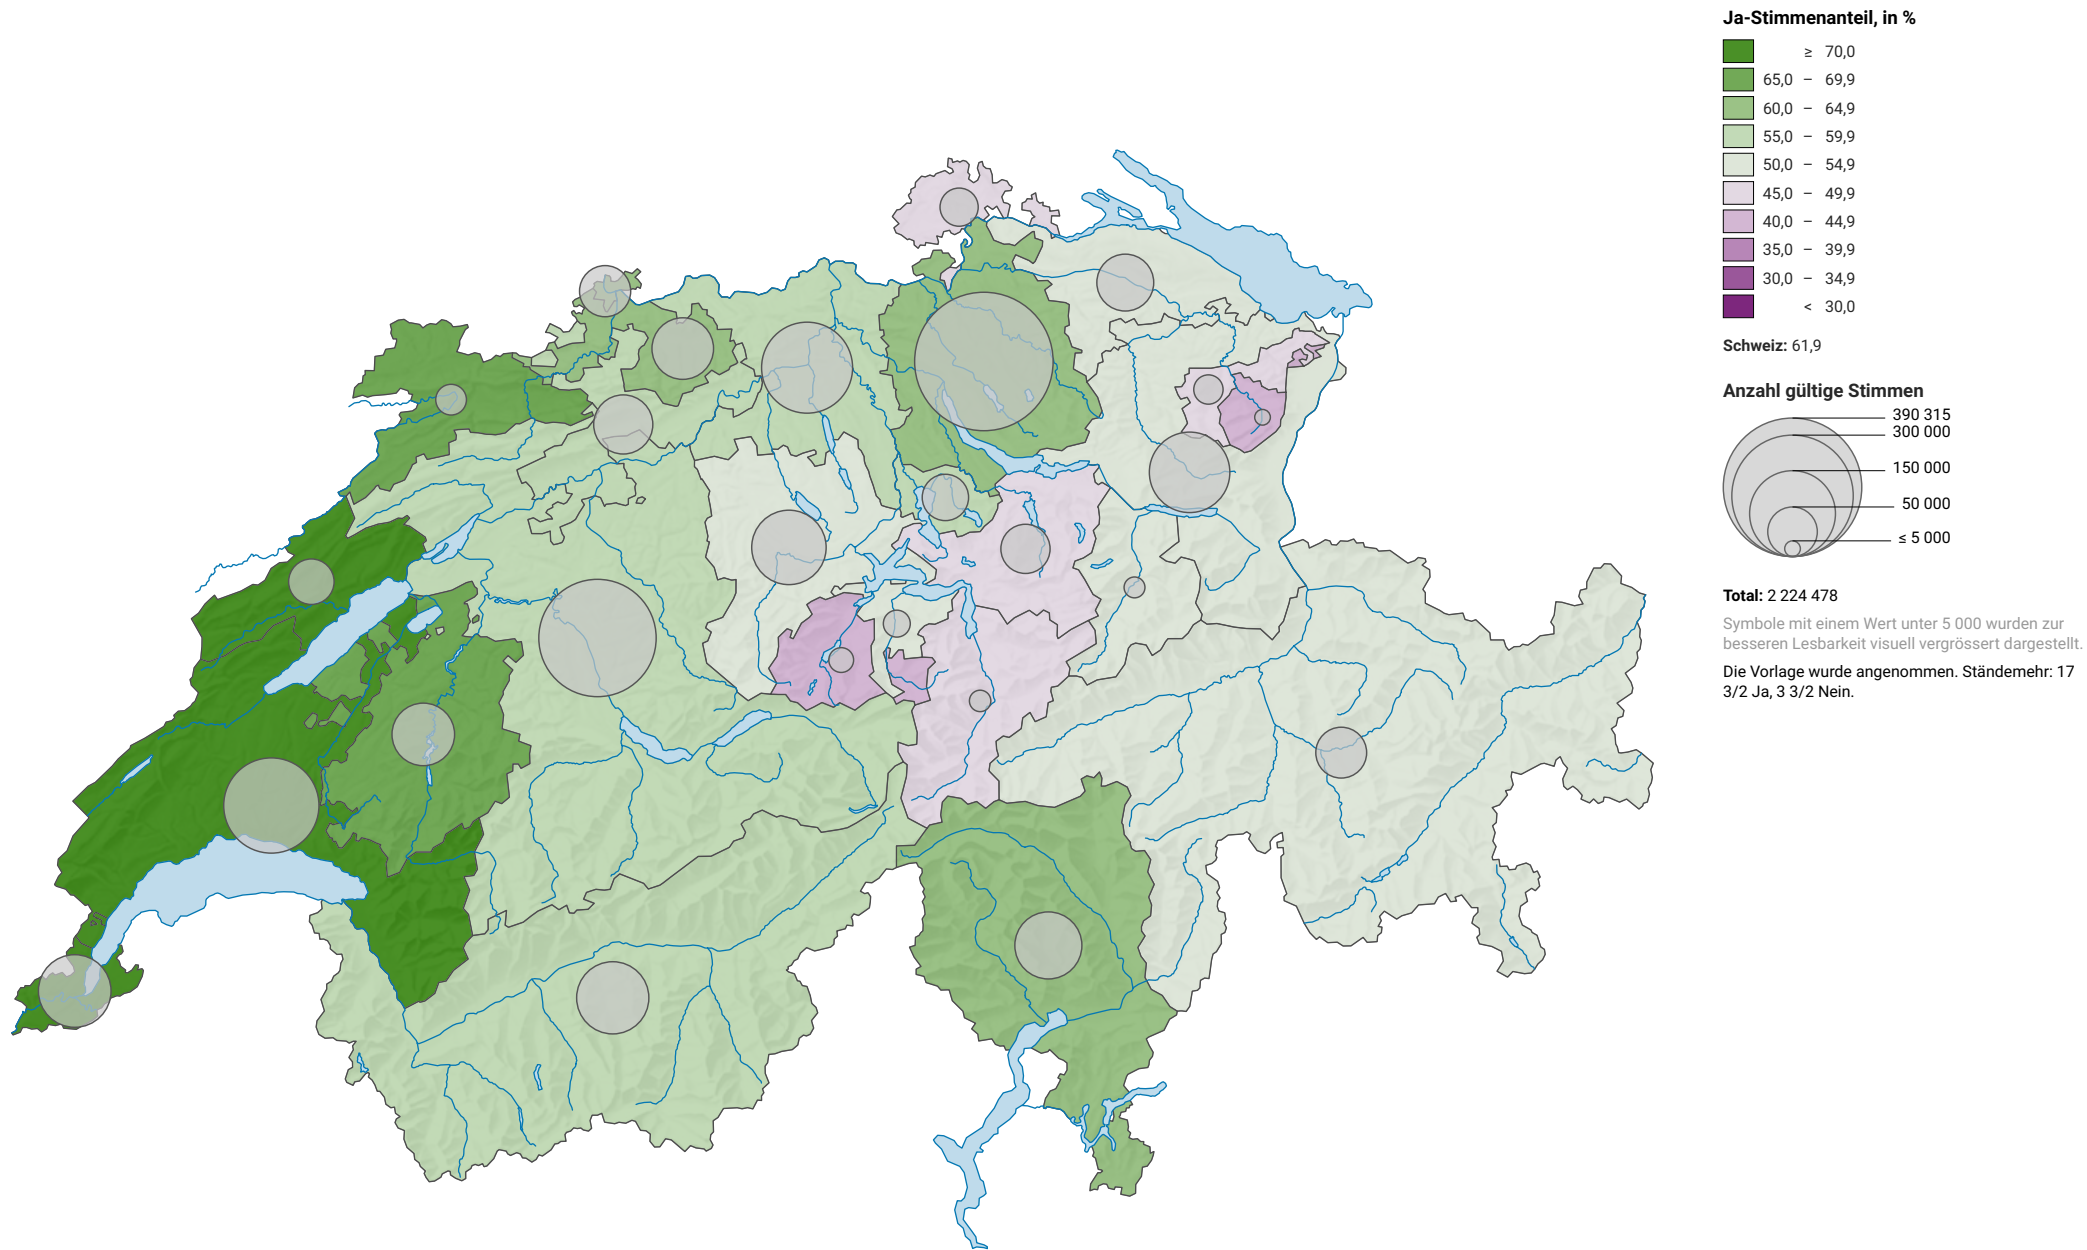 Ja-Stimmenanteil, in %
≥ 70,0
65,0 – 69,9
60,0 – 64,9
55,0 – 59,9
50,0 – 54,9
45,0 – 49,9
40,0 – 44,9
35,0 – 39,9
30,0 – 34,9
< 30,0
Schweiz: 61,9
Anzahl gültige Stimmen
390 315
300 000
150 000
50 000
≤ 5 000
Total: 2 224 478
Symbole mit einem Wert unter 5 000 wurden zur
besseren Lesbarkeit visuell vergrössert dargestellt.
Die Vorlage wurde angenommen. Ständemehr: 17
3/2 Ja, 3 3/2 Nein.